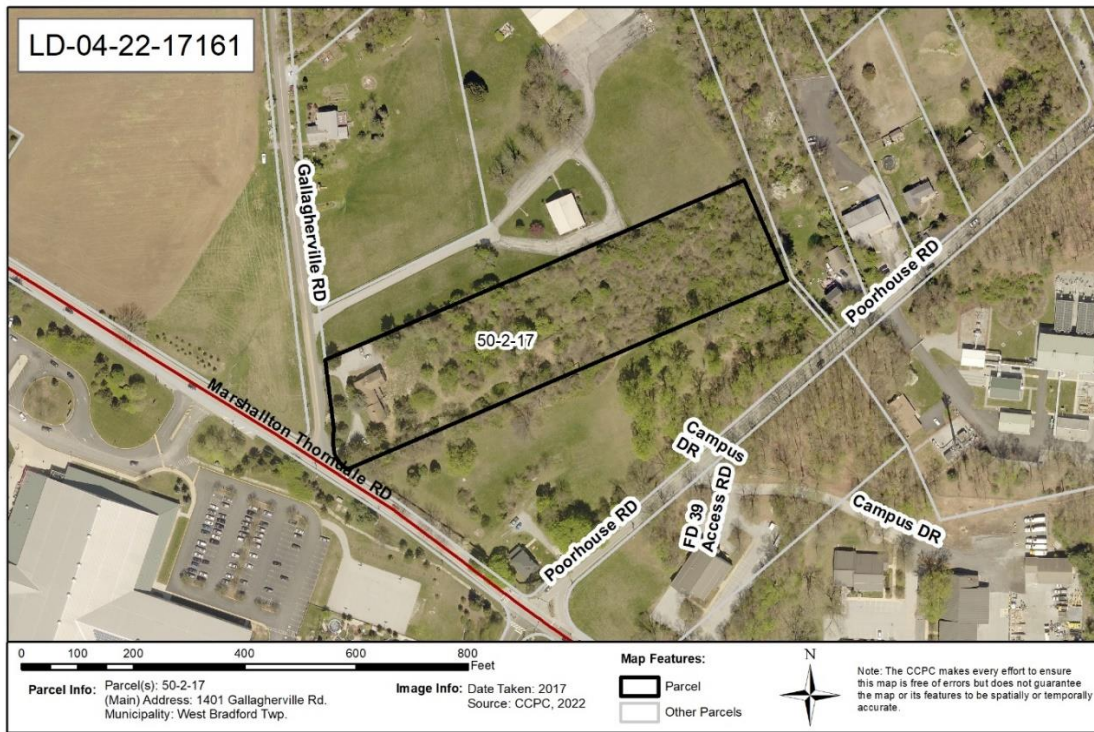 LD-04-22-17161
Gallagherville RD
Poorhouse RD
50-2-17
Marshallton Thorndale RD
Campus
DR
Poorhouse RD
FD 39
Access RD
Campus DR
0 100 200 400 600 800
Feet
Parcel Info: Parcel(s): 50-2-17
(Main) Address: 1401 Gallagherville Rd.
Municipality: West Bradford Twp.
Image Info: Date Taken: 2017
Source: CCPC, 2022
Map Features:
Parcel
Other Parcels
N
Note: The CCPC makes every effort to ensure
this map is free of errors but does not guarantee
the map or its features to be spatially or temporally
accurate.